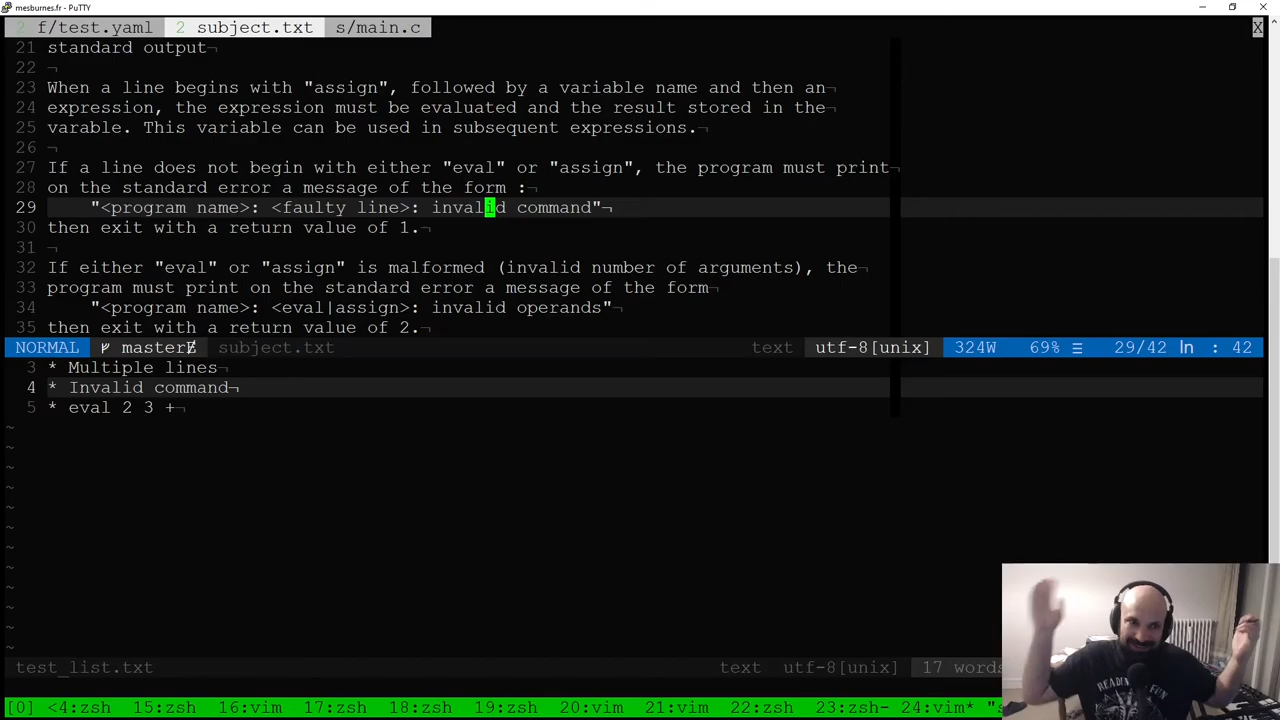 mesburnes.fr - PuTTY
2 f/test.yaml 2 subject.txt s/main.c X
21 standard output¬
22 ¬
23 When a line begins with "assign", followed by a variable name and then an¬
24 expression, the expression must be evaluated and the result stored in the¬
25 varable. This variable can be used in subsequent expressions.¬
26 ¬
27 If a line does not begin with either "eval" or "assign", the program must print¬
28 on the standard error a message of the form :¬
29 "<program name>: <faulty line>: invalid command"¬
30 then exit with a return value of 1.¬
31 ¬
32 If either "eval" or "assign" is malformed (invalid number of arguments), the¬
33 program must print on the standard error a message of the form¬
34 "<program name>: <eval|assign>: invalid operands"¬
35 then exit with a return value of 2.¬
NORMAL master subject.txt text utf-8[unix] 324W 69% ☰ 29/42 ln : 42
3 * Multiple lines¬
4 * Invalid command¬
5 * eval 2 3 +¬
~
~
~
~
~
~
~
~
~
~
~
~
test_list.txt text utf-8[unix] 17 words
READING
FUN
[0] <4:zsh 15:zsh 16:vim 17:zsh 18:zsh 19:zsh 20:vim 21:vim 22:zsh 23:zsh- 24:vim* "s